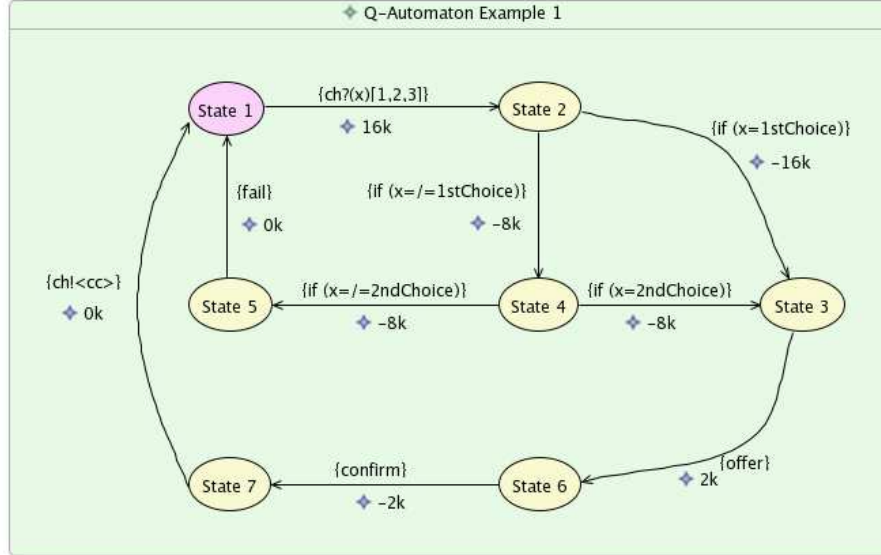 Q-Automaton Example 1
State 1
{ch?(x)[1,2,3]}
16k
State 2
{if (x=1stChoice)}
-16k
{fail}
0k
{if (x=/=1stChoice)}
-8k
{ch!<cc>}
0k
State 5
{if (x=/=2ndChoice)}
-8k
State 4
{if (x=2ndChoice)}
-8k
State 3
State 7
{confirm}
-2k
State 6
{offer}
2k